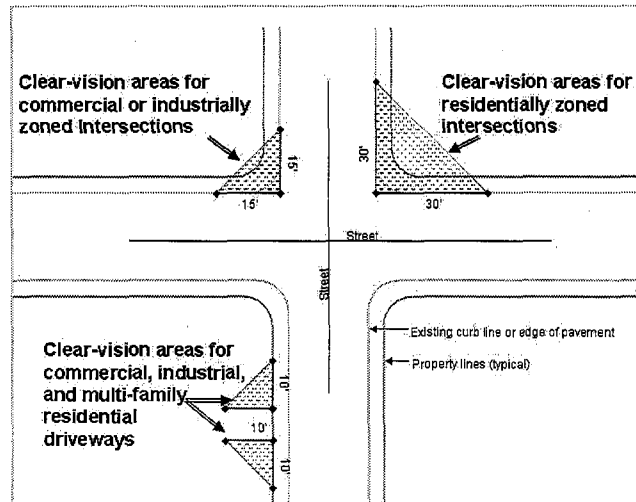 Clear-vision areas for
commercial or industrially
zoned Intersections
Clear-vision areas for
residentially zoned
intersections
15'
15'
30'
30'
Street
Street
Existing curb line or edge of pavement
Property lines (typical)
Clear-vision areas for
commercial, industrial,
and multi-family
residential
driveways
10'
10'
10'